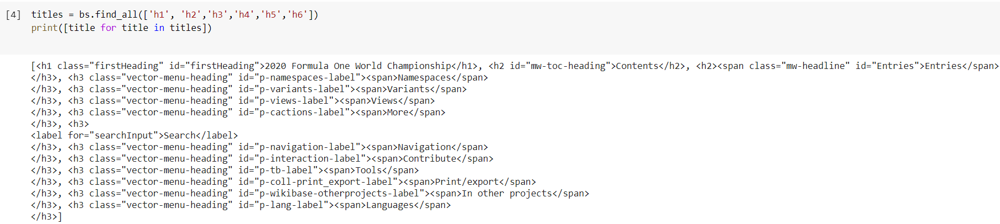 [4] titles = bs.find_all(['h1', 'h2','h3','h4','h5','h6'])
print([title for title in titles])
[<h1 class="firstHeading" id="firstHeading">2020 Formula One World Championship</h1>, <h2 id="mw-toc-heading">Contents</h2>, <h2><span class="mw-headline" id="Entries">Entries</span>
</h3>, <h3 class="vector-menu-heading" id="p-namespaces-label"><span>Namespaces</span>
</h3>, <h3 class="vector-menu-heading" id="p-variants-label"><span>Variants</span>
</h3>, <h3 class="vector-menu-heading" id="p-views-label"><span>Views</span>
</h3>, <h3 class="vector-menu-heading" id="p-cactions-label"><span>More</span>
</h3>, <h3>
<label for="searchInput">Search</label>
</h3>, <h3 class="vector-menu-heading" id="p-navigation-label"><span>Navigation</span>
</h3>, <h3 class="vector-menu-heading" id="p-interaction-label"><span>Contribute</span>
</h3>, <h3 class="vector-menu-heading" id="p-tb-label"><span>Tools</span>
</h3>, <h3 class="vector-menu-heading" id="p-coll-print_export-label"><span>Print/export</span>
</h3>, <h3 class="vector-menu-heading" id="p-wikibase-otherprojects-label"><span>In other projects</span>
</h3>, <h3 class="vector-menu-heading" id="p-lang-label"><span>Languages</span>
</h3>]